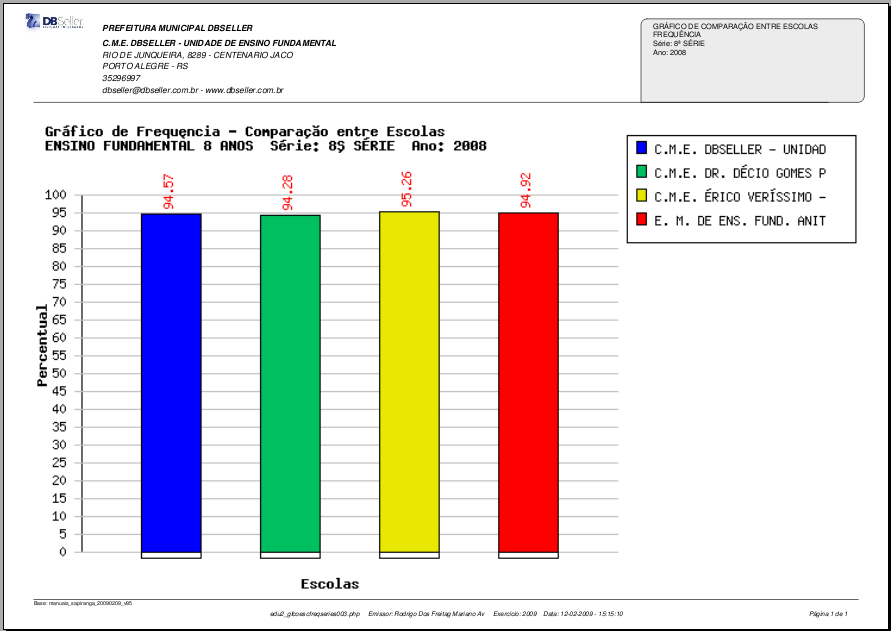 DBSeller
PREFEITURA MUNICIPAL DBSELLER
C.M.E. DBSELLER - UNIDADE DE ENSINO FUNDAMENTAL
RIO DE JUNQUEIRA, 8289 - CENTENARIO JACO
PORTO ALEGRE - RS
35296997
dbseller@dbseller.com.br - www.dbseller.com.br
GRÁFICO DE COMPARAÇÃO ENTRE ESCOLAS
FREQUÊNCIA
Série: 8ª SÉRIE
Ano: 2008
Gráfico de Frequęncia - Comparaçăo entre Escolas
ENSINO FUNDAMENTAL 8 ANOS Série: 8Ş SÉRIE Ano: 2008
94.57
94.28
95.26
94.92
100
95
90
85
80
75
70
65
60
55
50
45
40
35
30
25
20
15
10
5
0
Percentual
Escolas
C.M.E. DBSELLER - UNIDAD
C.M.E. DR. DÉCIO GOMES P
C.M.E. ÉRICO VERÍSSIMO -
E. M. DE ENS. FUND. ANIT
Base: manuais_sapiranga_20090209_v95
edu2_glicoescfreqseries003.php Emissor: Rodrigo Dos Freitag Mariano Av Exercício: 2009 Data: 12-02-2009 - 15:15:10
Página 1 de 1